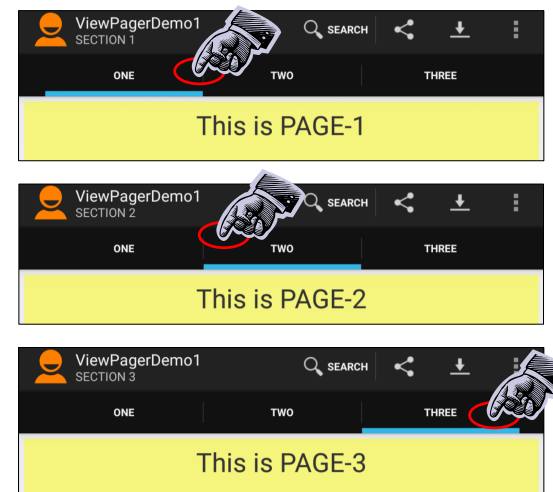 ViewPagerDemo1
SECTION 1
SEARCH
ONE TWO THREE
This is PAGE-1
ViewPagerDemo1
SECTION 2
SEARCH
ONE TWO THREE
This is PAGE-2
ViewPagerDemo1
SECTION 3
SEARCH
ONE TWO THREE
This is PAGE-3